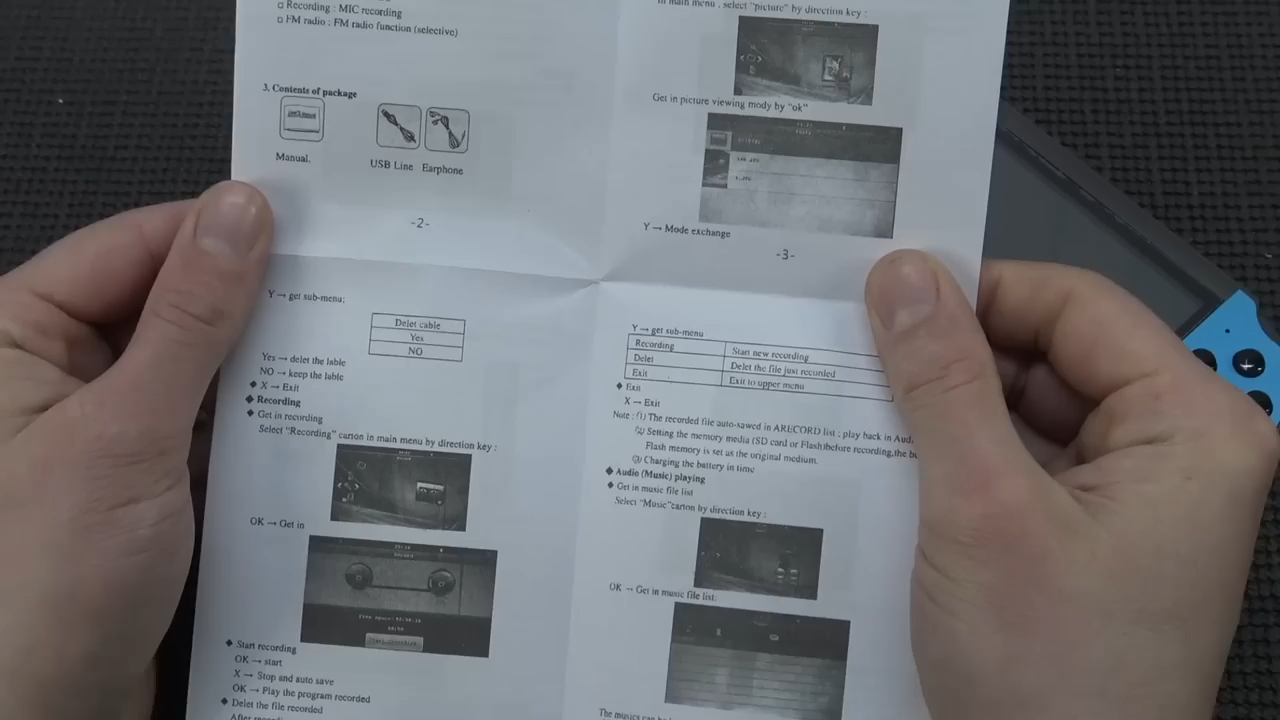 □ Recording : MIC recording
□ FM radio : FM radio function (selective)
3. Contents of package
Manual.
USB Line Earphone
-2-
In main menu , select "picture" by direction key :
Get in picture viewing mody by "ok"
Y → Mode exchange
-3-
Y → get sub-menu;
Delet cable
Yes
NO
Yes → delet the lable
NO → keep the lable
◆ X → Exit
◆ Recording
◆ Get in recording
Select "Recording" carton in main menu by direction key :
OK → Get in
◆ Start recording
OK → start
X → Stop and auto save
OK → Play the program recorded
◆ Delet the file recorded
After
Y → get sub-menu
Recording Start new recording
Delet Delet the file just recorded
Exit Exit to upper menu
◆ Exit
X → Exit
Note : (1) The recorded file auto-sawed in ARECORD list ; play back in Aud
(2) Setting the memory media (SD card or Flash)before recording,the bu
Flash memory is set as the original medium.
(3) Charging the battery in time
◆ Audio (Music) playing
◆ Get in music file list
Select "Music"carton by direction key :
OK → Get in music file list:
The musics can be